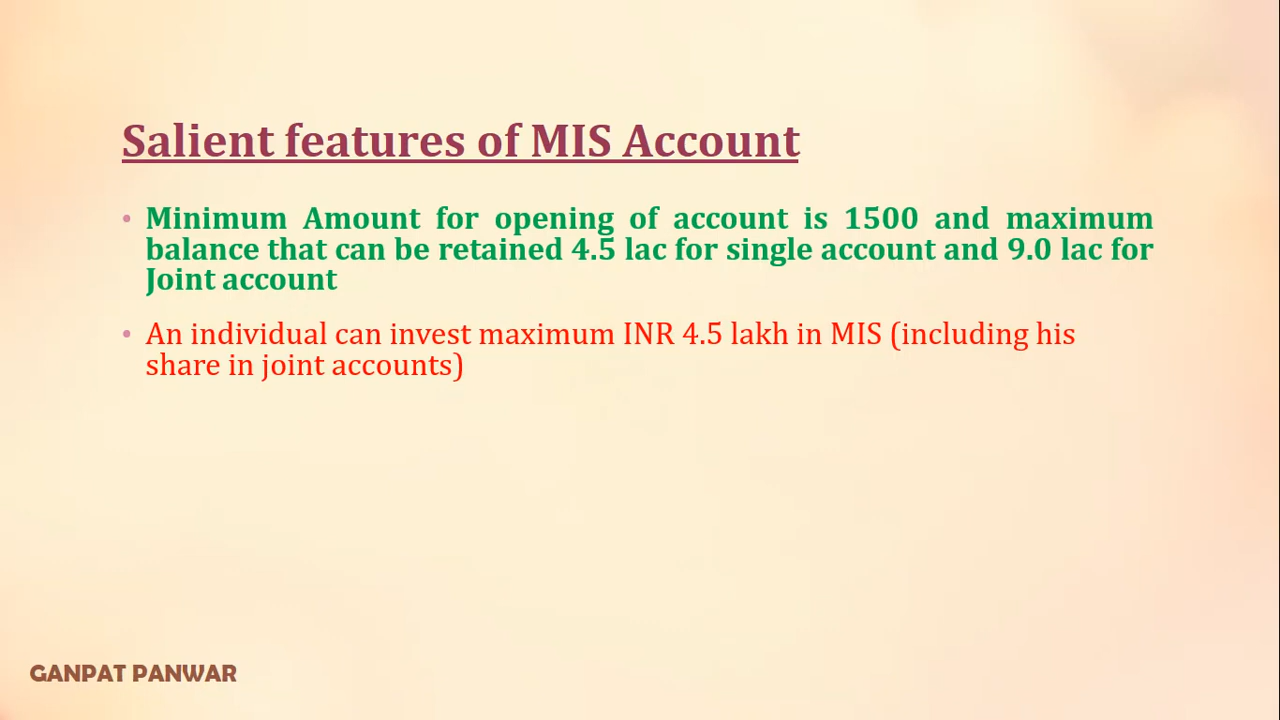 Salient features of MIS Account
• Minimum Amount for opening of account is 1500 and maximum
balance that can be retained 4.5 lac for single account and 9.0 lac for
Joint account
• An individual can invest maximum INR 4.5 lakh in MIS (including his
share in joint accounts)
GANPAT PANWAR